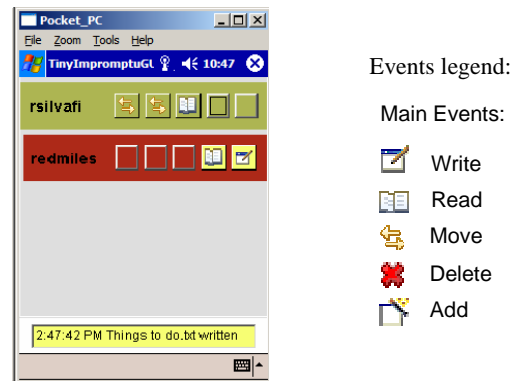 Pocket_PC
File Zoom Tools Help
TinyImpromptuGL 10:47
rsilvafi
redmiles
2:47:42 PM Things to do.txt written
Events legend:
Main Events:
Write
Read
Move
Delete
Add